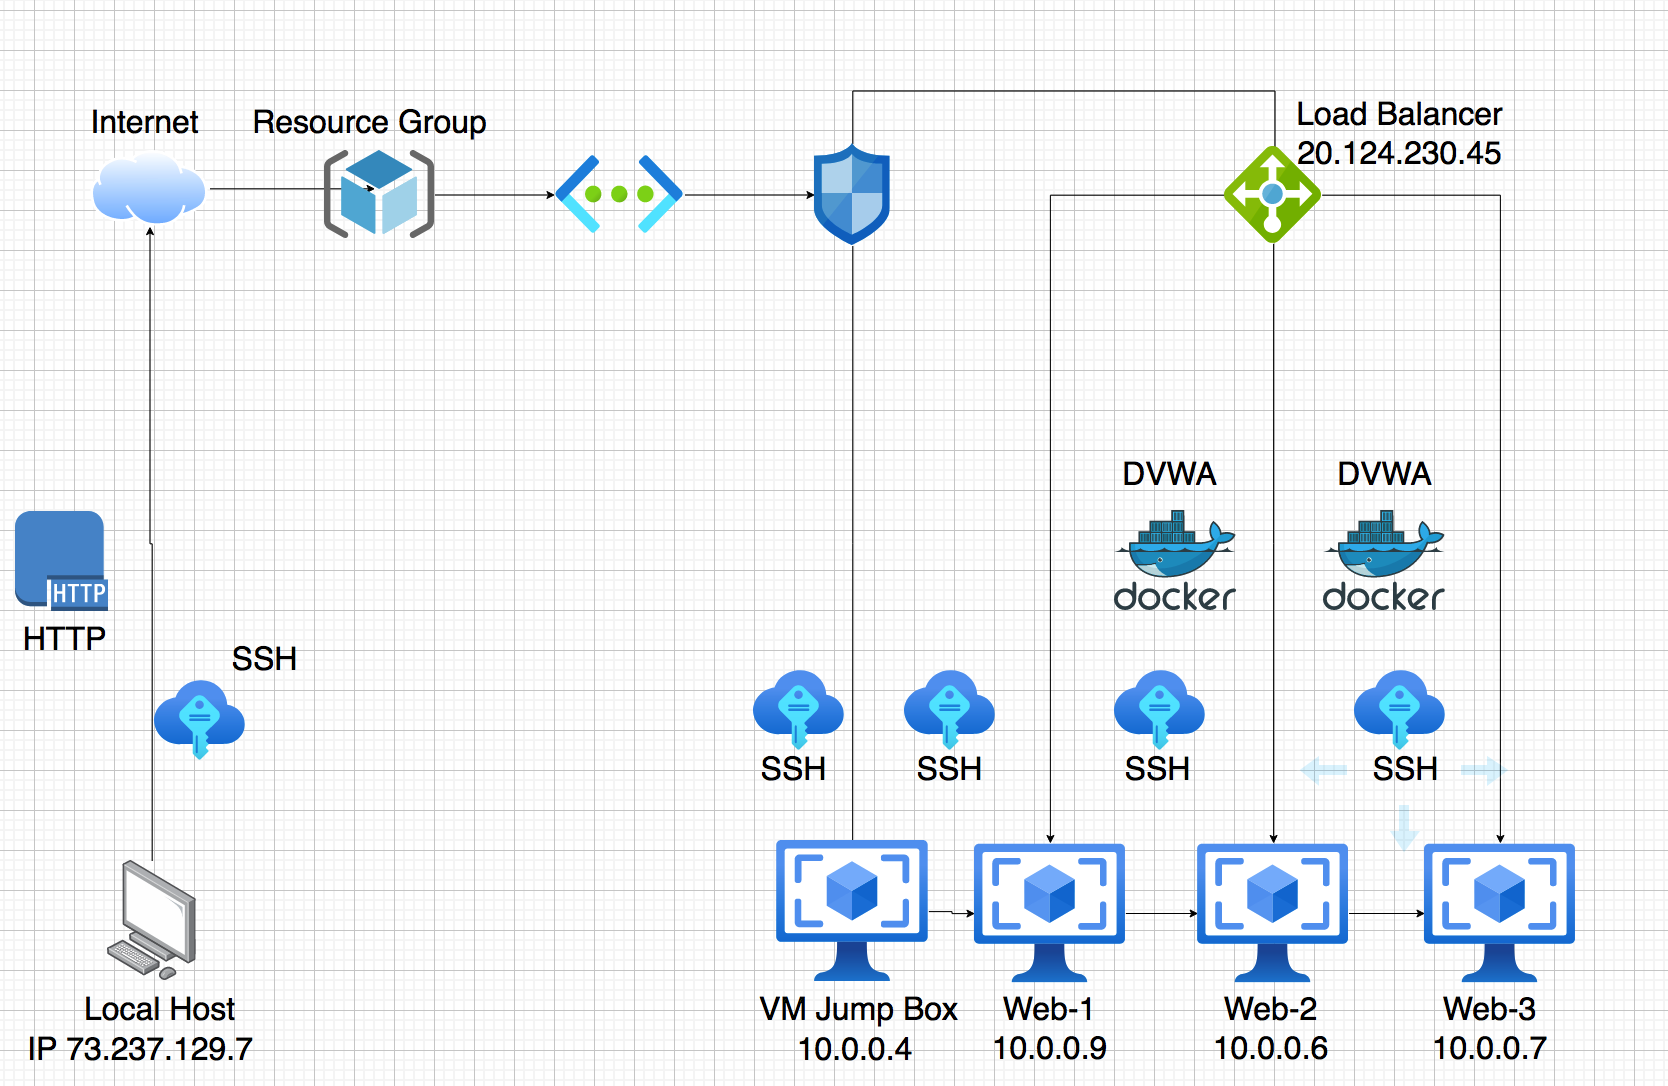 Internet
Resource Group
Load Balancer
20.124.230.45
DVWA
DVWA
docker
docker
HTTP
HTTP
SSH
SSH
SSH
SSH
SSH
Local Host
IP 73.237.129.7
VM Jump Box
10.0.0.4
Web-1
10.0.0.9
Web-2
10.0.0.6
Web-3
10.0.0.7